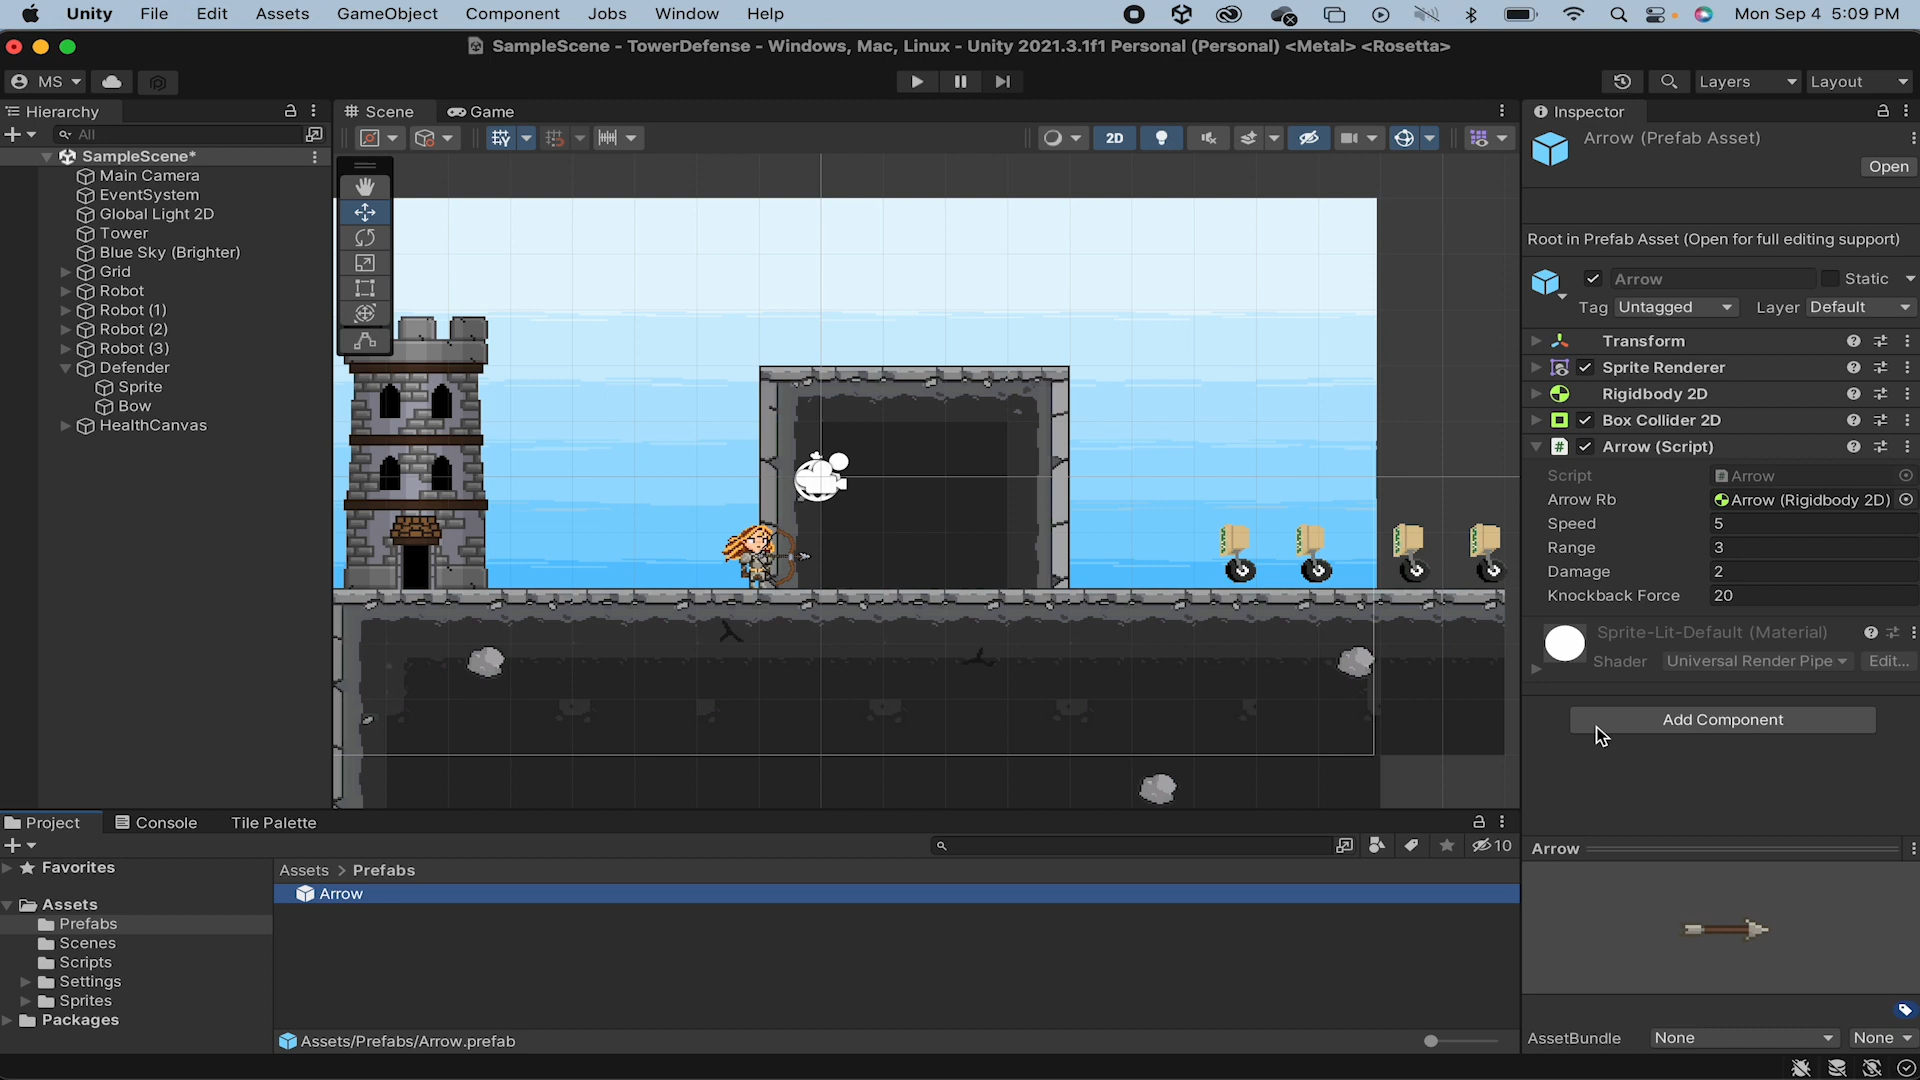 Unity File Edit Assets GameObject Component Jobs Window Help Mon Sep 4 5:09 PM
SampleScene - TowerDefense - Windows, Mac, Linux - Unity 2021.3.1f1 Personal (Personal) <Metal> <Rosetta>
MS Layers Layout
Hierarchy
All
SampleScene*
Main Camera
EventSystem
Global Light 2D
Tower
Blue Sky (Brighter)
Grid
Robot
Robot (1)
Robot (2)
Robot (3)
Defender
Sprite
Bow
HealthCanvas
Scene Game
2D
Inspector
Arrow (Prefab Asset)
Open
Root in Prefab Asset (Open for full editing support)
Arrow Static
Tag Untagged Layer Default
Transform
Sprite Renderer
Rigidbody 2D
Box Collider 2D
Arrow (Script)
Script Arrow
Arrow Rb Arrow (Rigidbody 2D)
Speed 5
Range 3
Damage 2
Knockback Force 20
Sprite-Lit-Default (Material)
Shader Universal Render Pipe Edit...
Add Component
Project Console Tile Palette
10
Favorites
Assets
Prefabs
Scenes
Scripts
Settings
Sprites
Packages
Assets > Prefabs
Arrow
Assets/Prefabs/Arrow.prefab
Arrow
AssetBundle None None